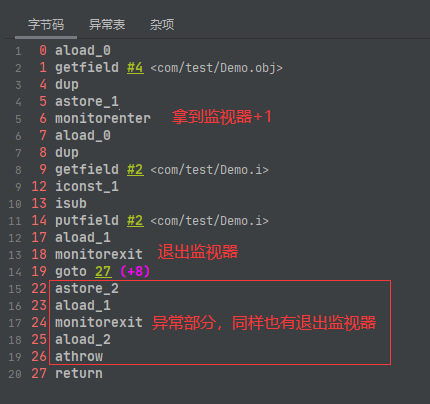 字节码 异常表 杂项
1 0 aload_0
2 1 getfield #4 <com/test/Demo.obj>
3 4 dup
4 5 astore_1
5 6 monitorenter 拿到监视器+1
6 7 aload_0
7 8 dup
8 9 getfield #2 <com/test/Demo.i>
9 12 iconst_1
10 13 isub
11 14 putfield #2 <com/test/Demo.i>
12 17 aload_1
13 18 monitorexit 退出监视器
14 19 goto 27 (+8)
15 22 astore_2
16 23 aload_1
17 24 monitorexit 异常部分，同样也有退出监视器
18 25 aload_2
19 26 athrow
20 27 return